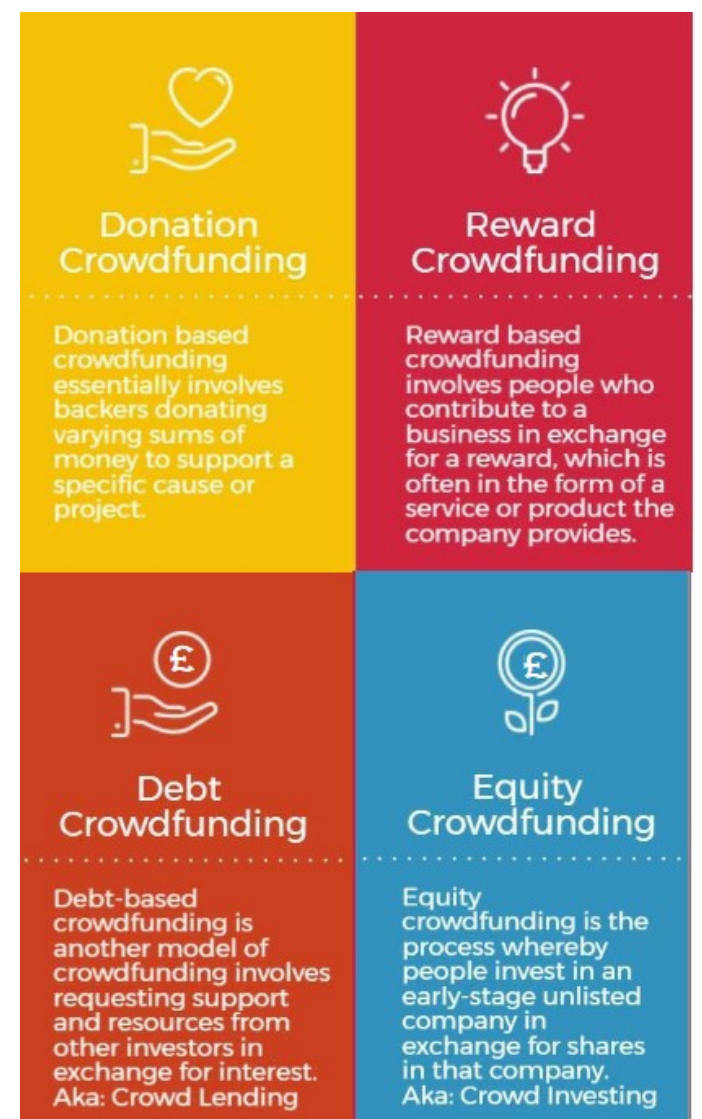 Donation
Crowdfunding
Donation based
crowdfunding
essentially involves
backers donating
varying sums of
money to support a
specific cause or
project.
Reward
Crowdfunding
Reward based
crowdfunding
involves people who
contribute to a
business in exchange
for a reward, which is
often in the form of a
service or product the
company provides.
£
Debt
Crowdfunding
Debt-based
crowdfunding is
another model of
crowdfunding involves
requesting support
and resources from
other investors in
exchange for interest.
Aka: Crowd Lending
£
Equity
Crowdfunding
Equity
crowdfunding is the
process whereby
people invest in an
early-stage unlisted
company in
exchange for shares
in that company.
Aka: Crowd Investing